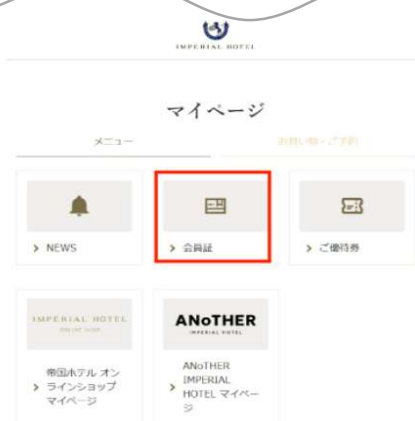 IMPERIAL HOTEL
マイページ
メニュー
お買い物・ご予約
NEWS
会員証
ご優待券
IMPERIAL HOTEL
ONLINE SHOP
ANoTHER
IMPERIAL HOTEL
帝国ホテル オン
ラインショップ
マイページ
ANoTHER
IMPERIAL
HOTEL マイペー
ジ